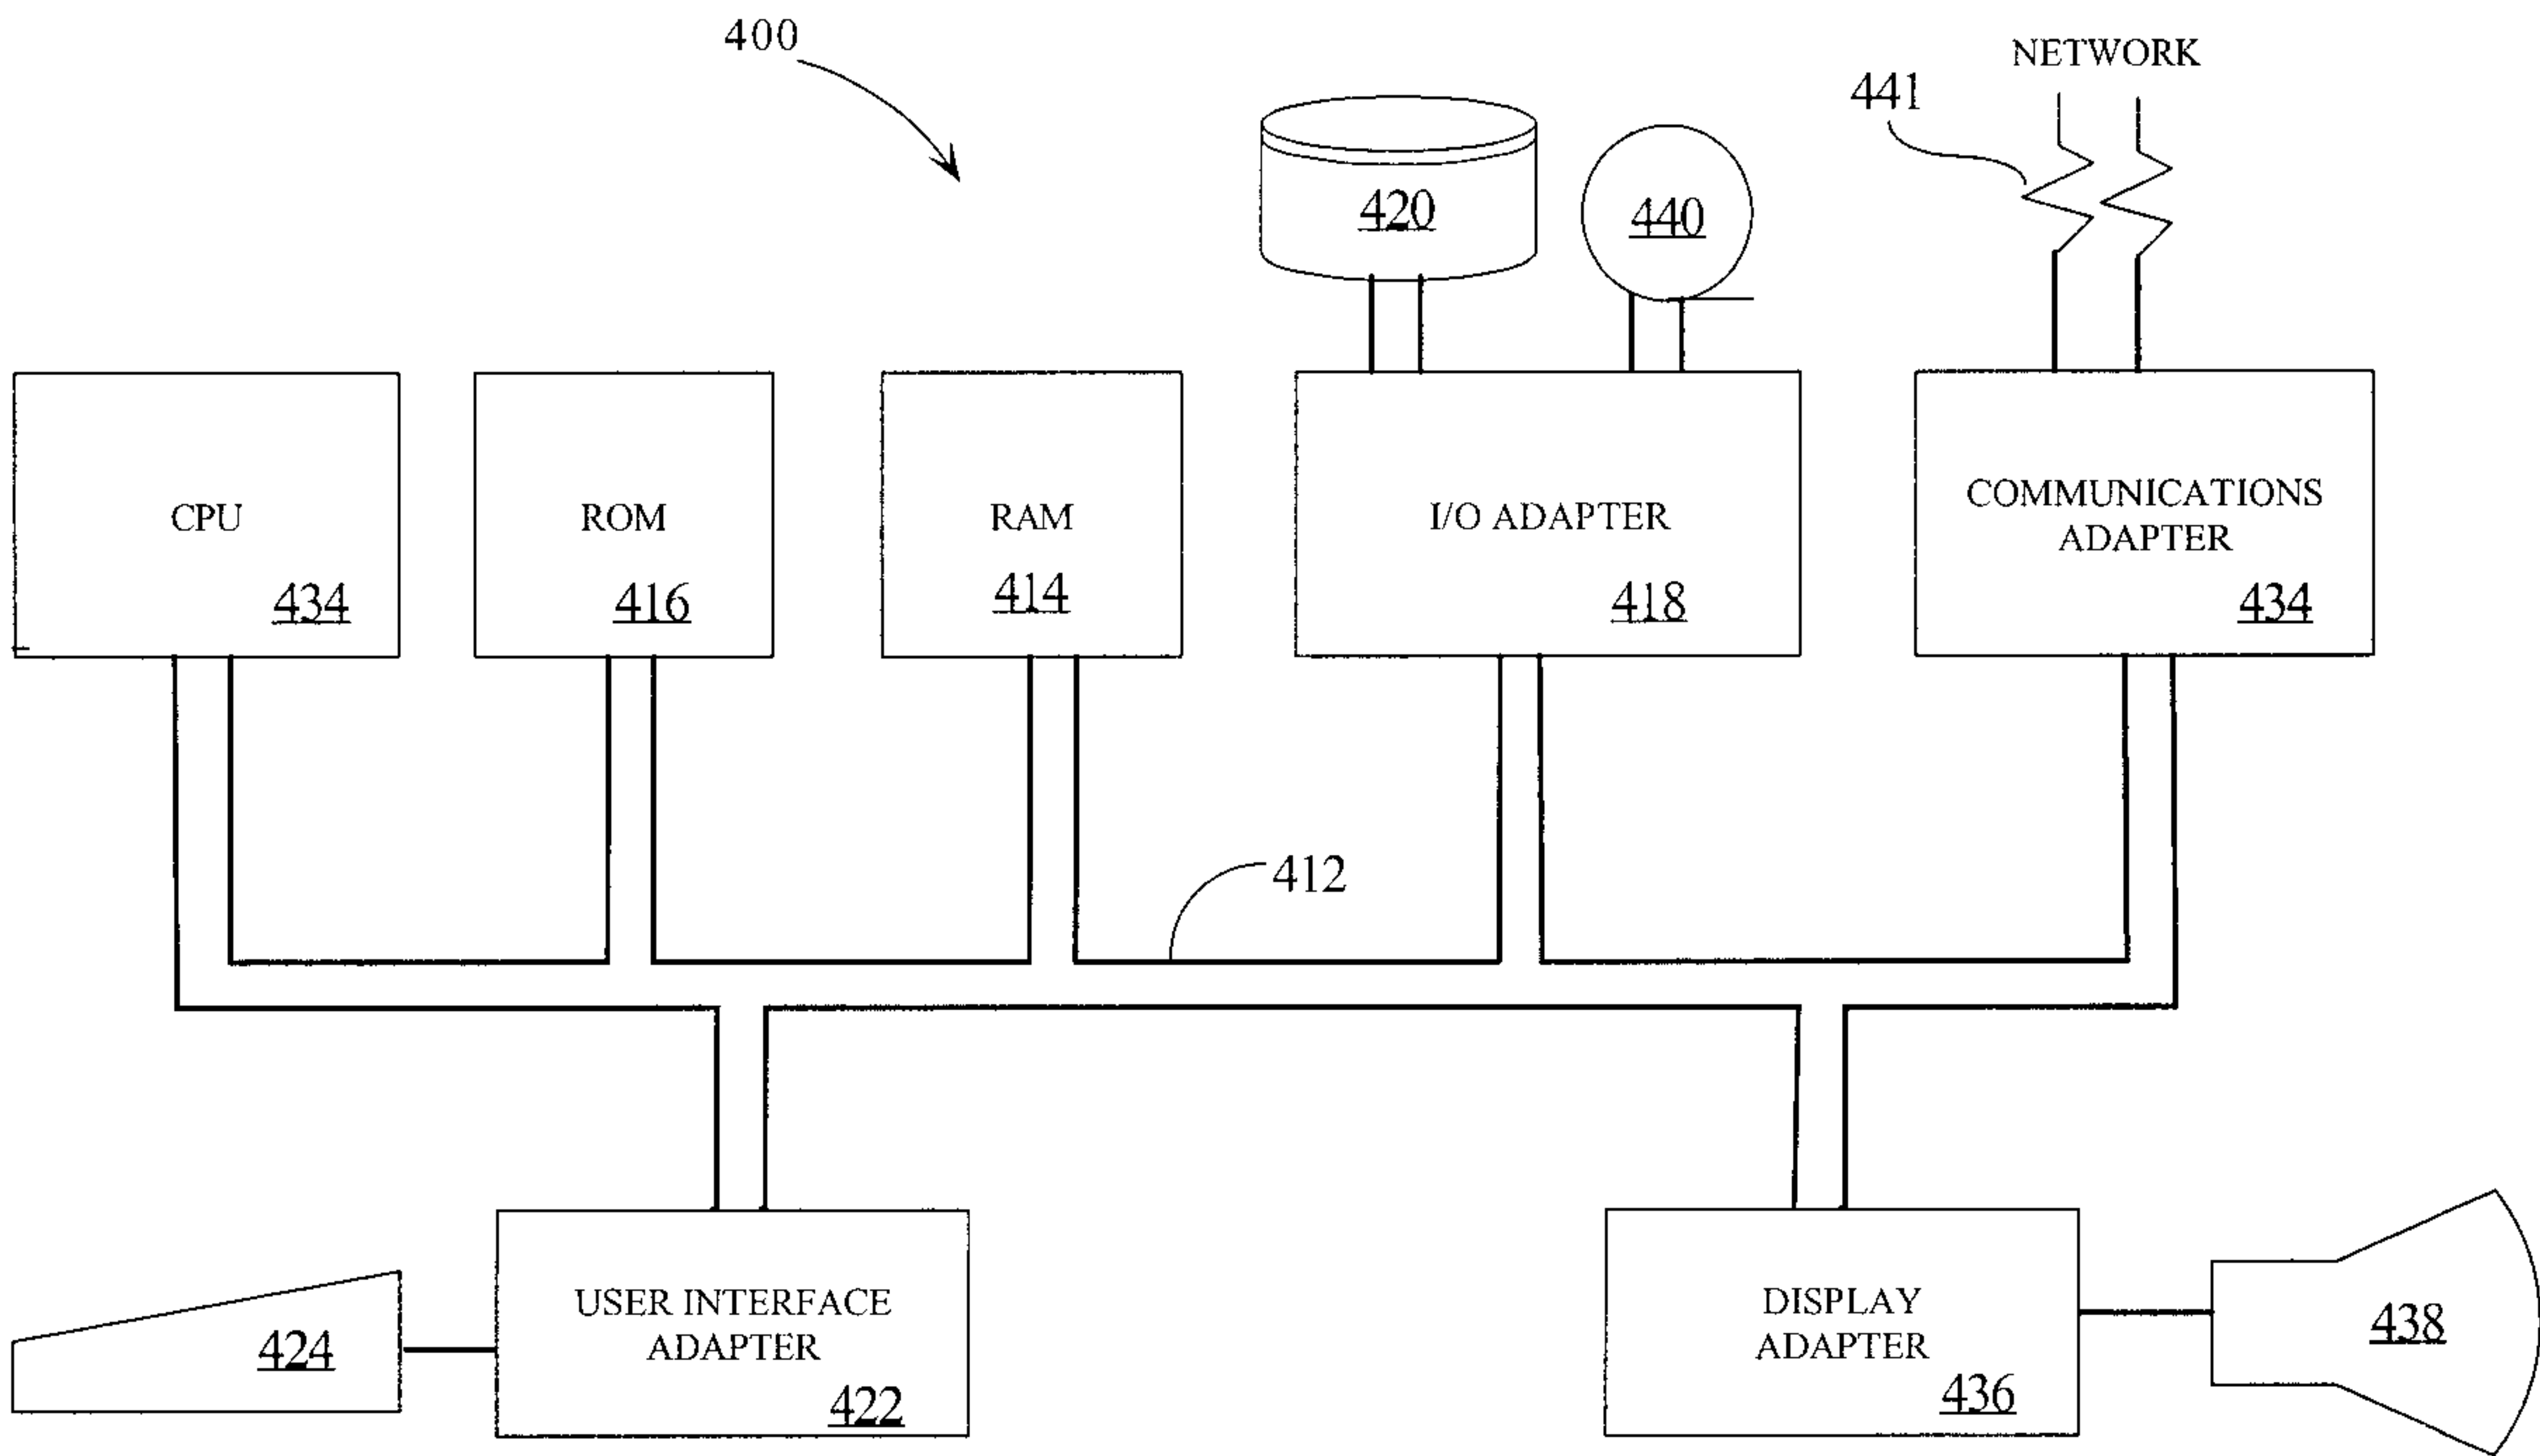 400
NETWORK
441
420
440
CPU
434
ROM
416
RAM
414
I/O ADAPTER
418
COMMUNICATIONS
ADAPTER
434
412
424
USER INTERFACE
ADAPTER
422
DISPLAY
ADAPTER
436
438